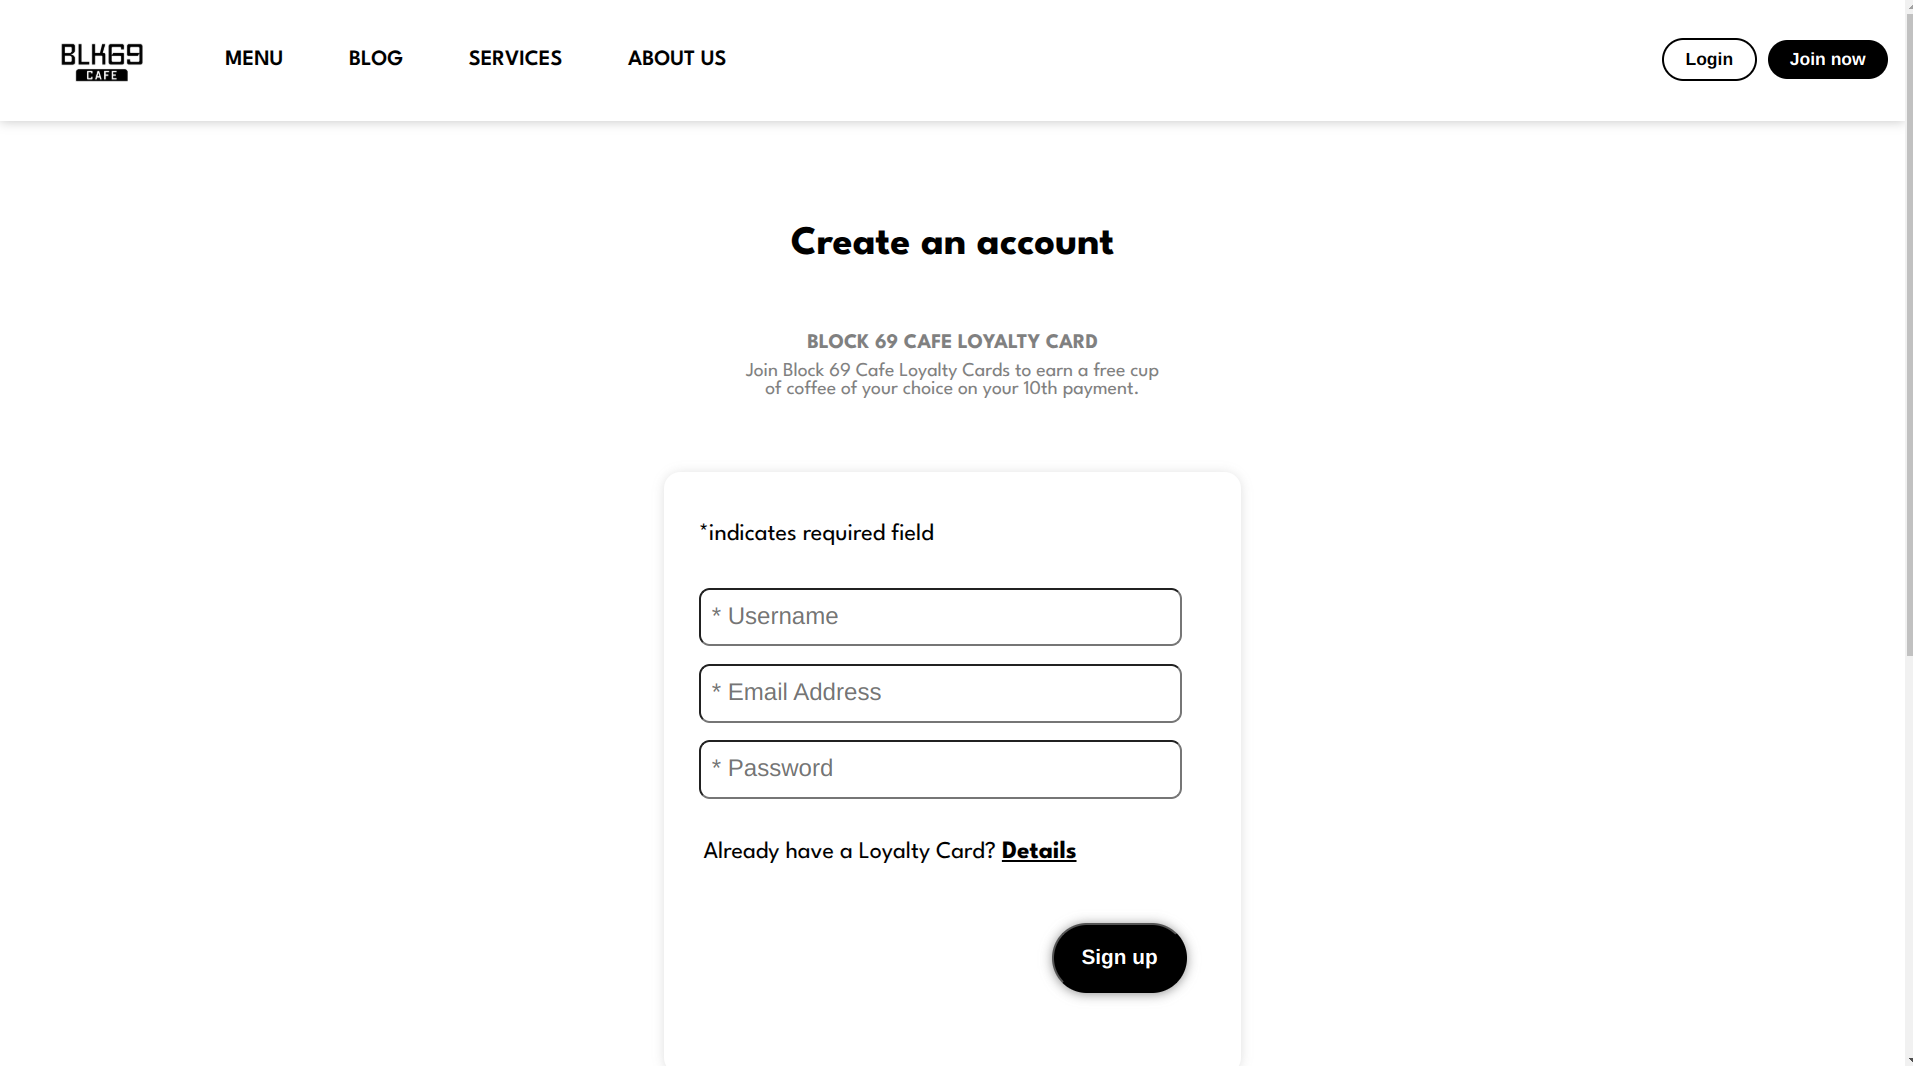 BLK69
CAFE
MENU
BLOG
SERVICES
ABOUT US
Login
Join now
Create an account
BLOCK 69 CAFE LOYALTY CARD
Join Block 69 Cafe Loyalty Cards to earn a free cup
of coffee of your choice on your 10th payment.
*indicates required field
* Username
* Email Address
* Password
Already have a Loyalty Card? Details
Sign up